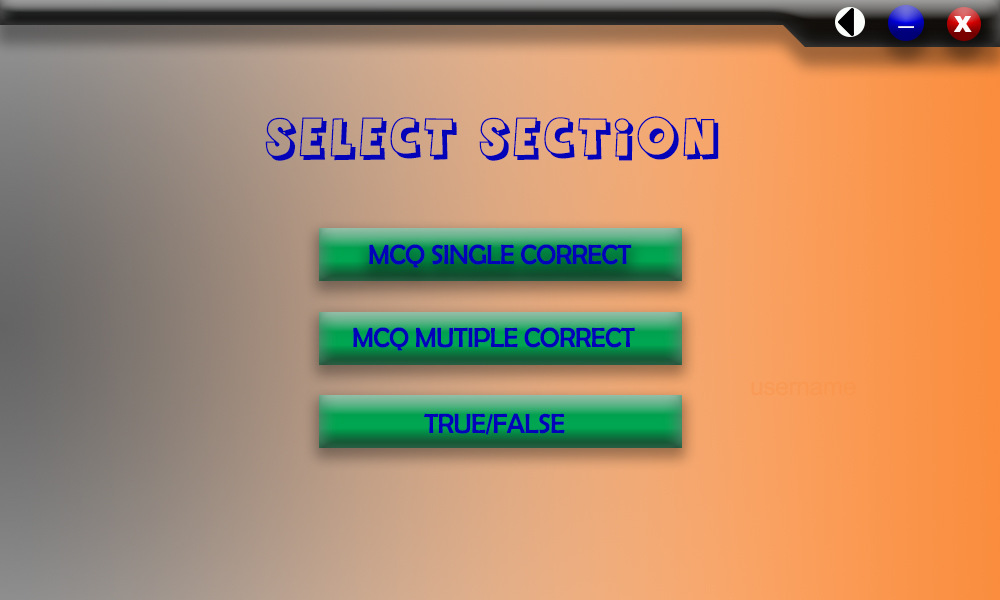 SELECT SECTiON
MCQ SINGLE CORRECT
MCQ MUTIPLE CORRECT
username
TRUE/FALSE